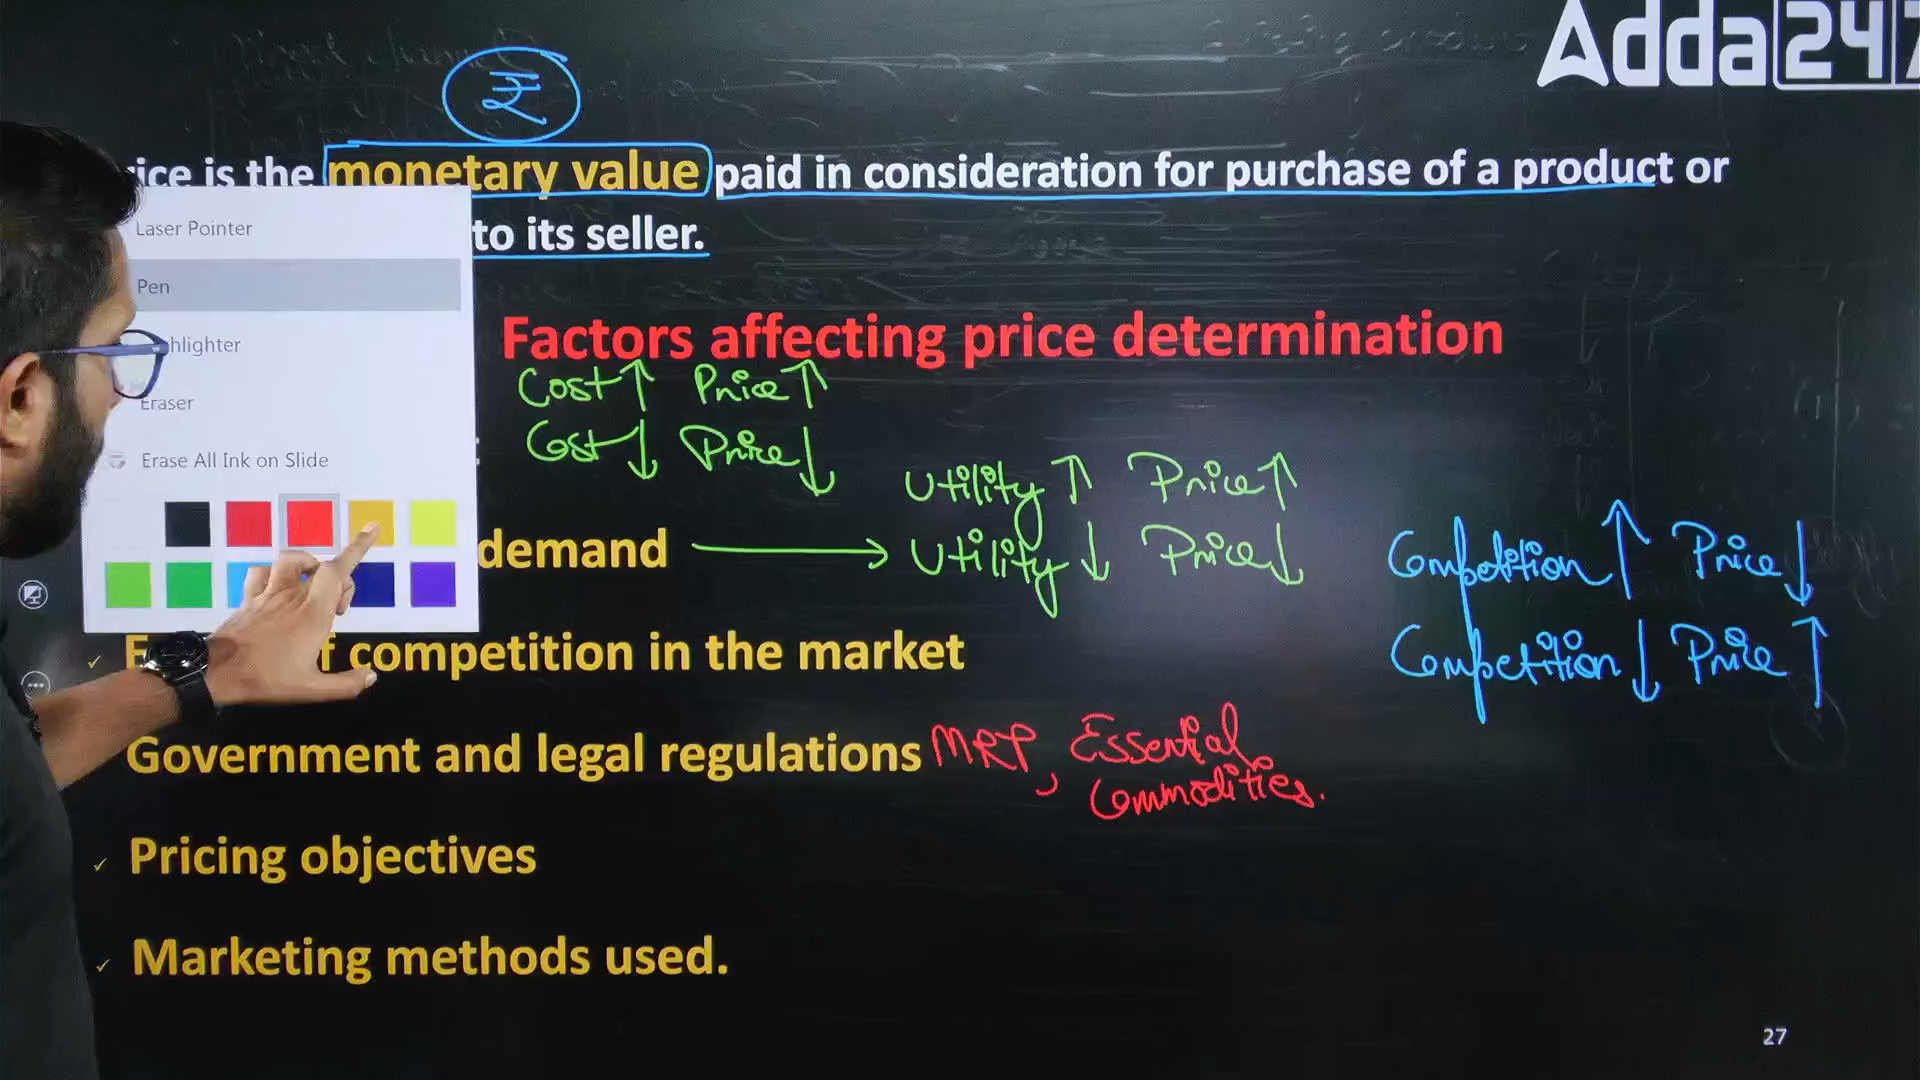 Adda247
₹
ice is the monetary value paid in consideration for purchase of a product or
to its seller.
Laser Pointer
Pen
hlighter
Eraser
Erase All Ink on Slide
Factors affecting price determination
Cost↑ Price↑
Cost↓ Price↓
Utility↑ Price↑
demand → Utility↓ Price↓
Competition↑ Price↓
Competition↓ Price↑
✓ E f competition in the market
Government and legal regulations MRP, Essential
Commodities.
✓ Pricing objectives
✓ Marketing methods used.
27